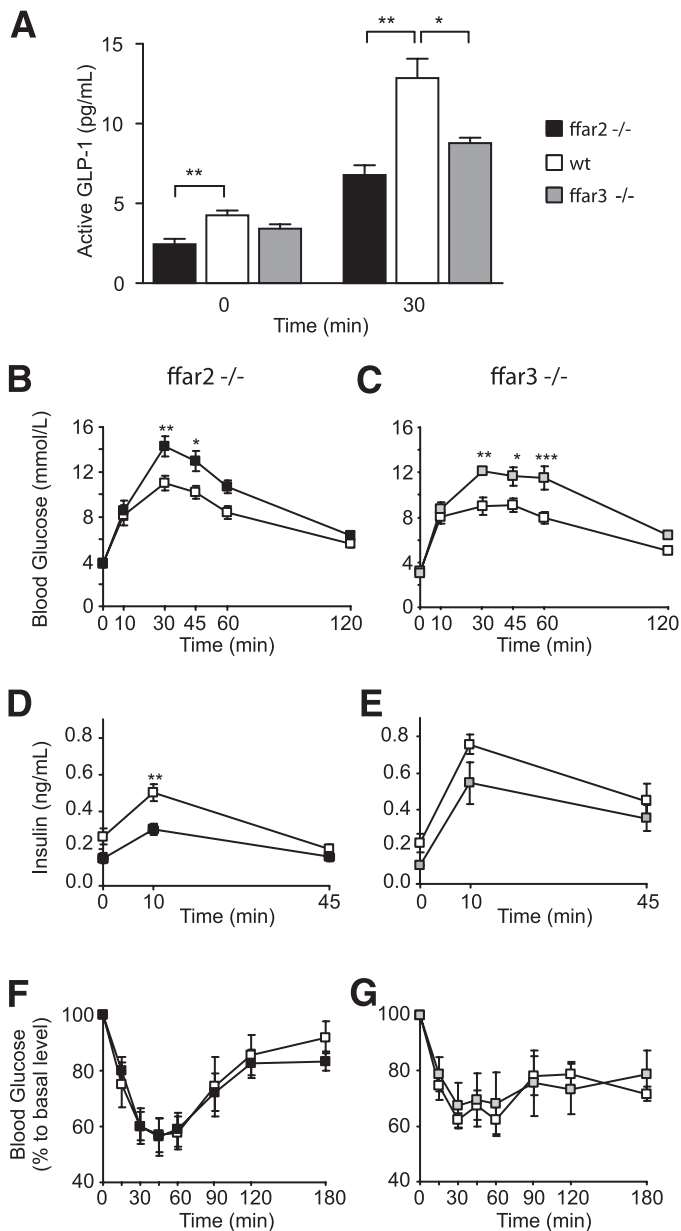 A
Active GLP-1 (pg/mL)
15
10
5
0
** *
**
0 30
Time (min)
ffar2 -/-
wt
ffar3 -/-
B ffar2 -/-
Blood Glucose (mmol/L)
16
12
8
4
0
** *
0 10 30 45 60 120
Time (min)
C ffar3 -/-
16
12
8
4
0
** * ***
0 10 30 45 60 120
Time (min)
D
Insulin (ng/mL)
0.8
0.6
0.4
0.2
0.0
**
0 10 45
Time (min)
E
0.8
0.6
0.4
0.2
0.0
0 10 45
Time (min)
F
Blood Glucose
(% to basal level)
100
80
60
40
0 30 60 90 120 180
Time (min)
G
100
80
60
40
0 30 60 90 120 180
Time (min)